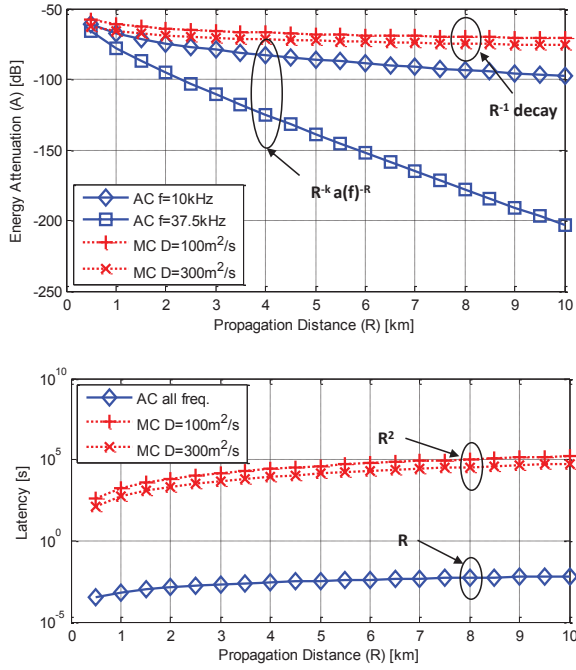 -50
-100
-150
-200
-250
Energy Attenuation (A) [dB]
R⁻¹ decay
R⁻ᵏ a(f)⁻ᴿ
AC f=10kHz
AC f=37.5kHz
MC D=100m²/s
MC D=300m²/s
0 1 2 3 4 5 6 7 8 9 10
Propagation Distance (R) [km]
10¹⁰
10⁵
10⁰
10⁻⁵
Latency [s]
AC all freq.
MC D=100m²/s
MC D=300m²/s
R²
R
0 1 2 3 4 5 6 7 8 9 10
Propagation Distance (R) [km]